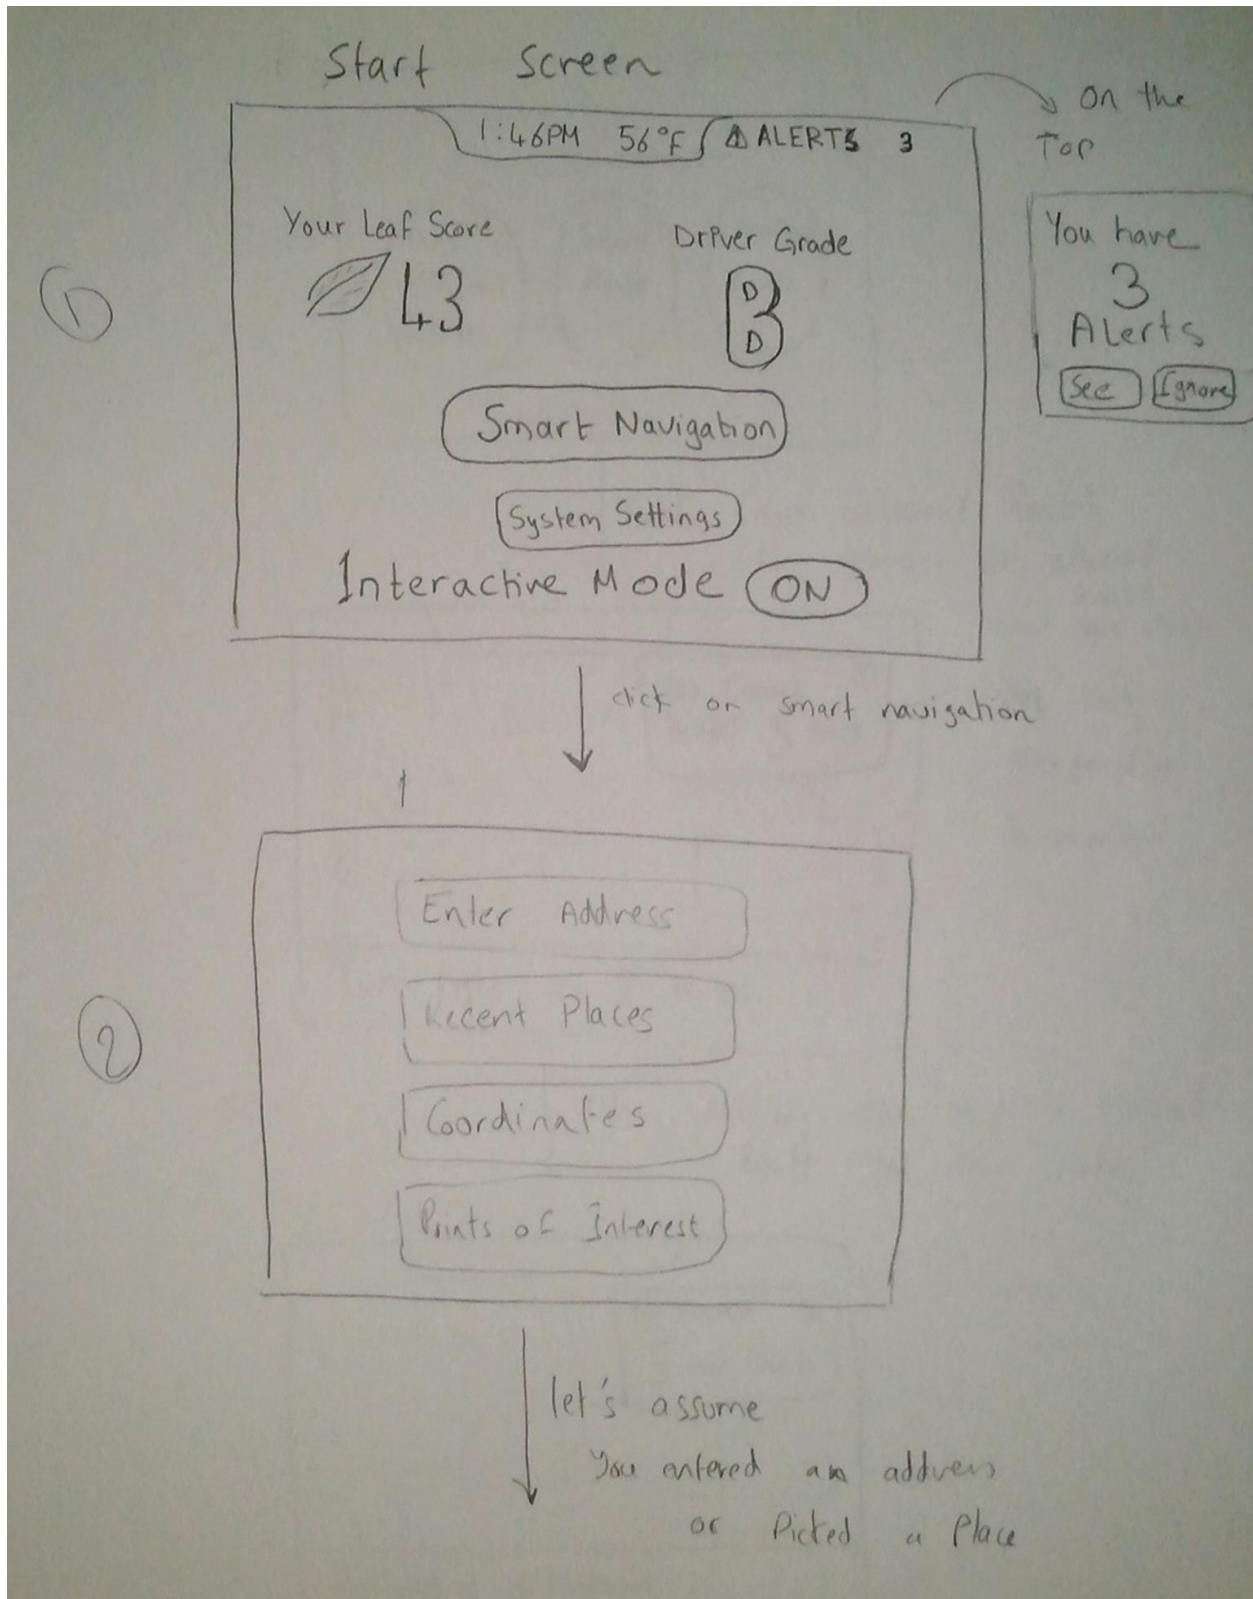 Start Screen
1:46PM 56°F ⚠ ALERTS 3
On the
Top
Your Leaf Score
43
Driver Grade
B
You have
3
Alerts
See Ignore
1
Smart Navigation
System Settings
Interactive Mode ON
click on smart navigation
1
Enter Address
Recent Places
2
Coordinates
Points of Interest
let's assume
You entered an address
or Picked a Place